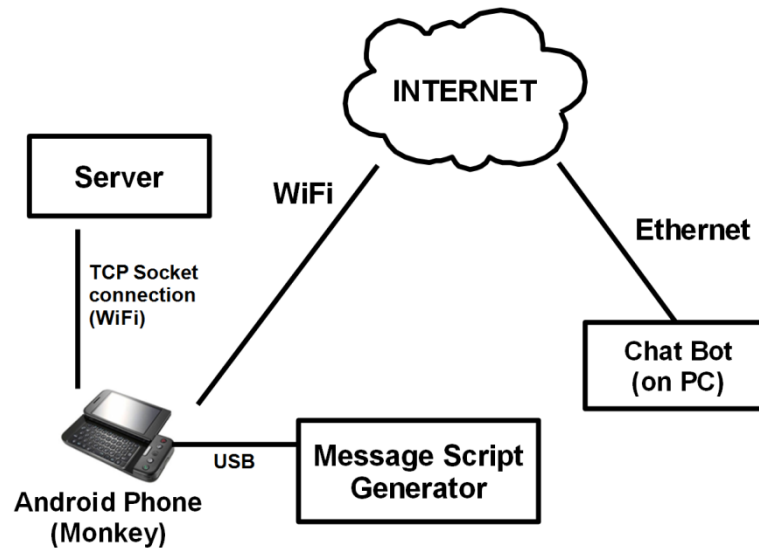 INTERNET
Server
WiFi
Ethernet
TCP Socket
connection
(WiFi)
Chat Bot
(on PC)
USB
Message Script
Generator
Android Phone
(Monkey)